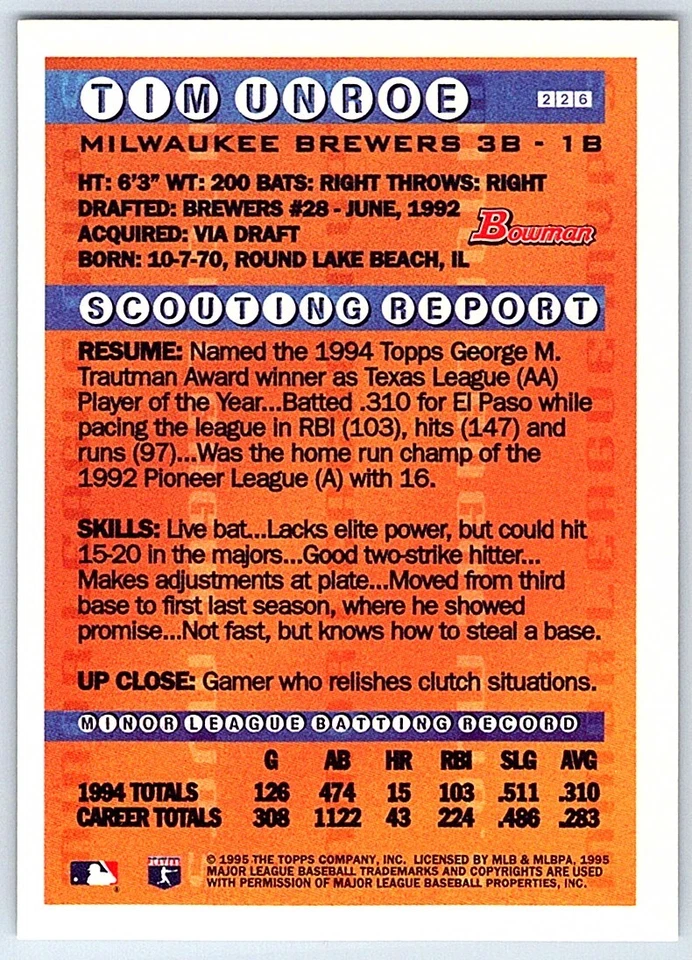 TIM UNROE
226
MILWAUKEE BREWERS 3B - 1B
HT: 6'3" WT: 200 BATS: RIGHT THROWS: RIGHT
DRAFTED: BREWERS #28 - JUNE, 1992
ACQUIRED: VIA DRAFT
Bowman
BORN: 10-7-70, ROUND LAKE BEACH, IL
SCOUTING REPORT
RESUME: Named the 1994 Topps George M.
Trautman Award winner as Texas League (AA)
Player of the Year...Batted .310 for El Paso while
pacing the league in RBI (103), hits (147) and
runs (97)...Was the home run champ of the
1992 Pioneer League (A) with 16.
SKILLS: Live bat...Lacks elite power, but could hit
15-20 in the majors...Good two-strike hitter...
Makes adjustments at plate...Moved from third
base to first last season, where he showed
promise...Not fast, but knows how to steal a base.
UP CLOSE: Gamer who relishes clutch situations.
MINOR LEAGUE BATTING RECORD
G AB HR RBI SLG AVG
1994 TOTALS 126 474 15 103 .511 .310
CAREER TOTALS 308 1122 43 224 .486 .283
© 1995 THE TOPPS COMPANY, INC. LICENSED BY MLB & MLBPA, 1995
MAJOR LEAGUE BASEBALL TRADEMARKS AND COPYRIGHTS ARE USED
WITH PERMISSION OF MAJOR LEAGUE BASEBALL PROPERTIES, INC.